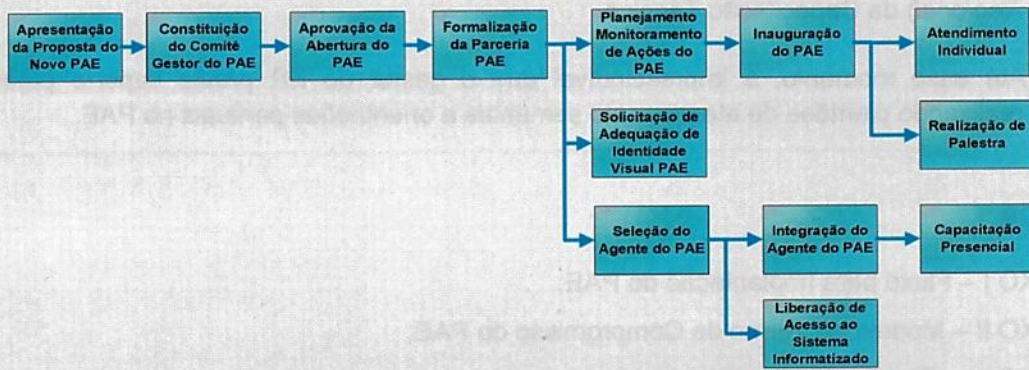 Apresentação
da Proposta do
Novo PAE
Constituição
do Comitê
Gestor do PAE
Aprovação da
Abertura do
PAE
Formalização
da Parceria
PAE
Planejamento
Monitoramento
de Ações do
PAE
Inauguração
do PAE
Atendimento
Individual
Solicitação de
Adequação de
Identidade
Visual PAE
Realização de
Palestra
Seleção do
Agente do PAE
Integração do
Agente do PAE
Capacitação
Presencial
Liberação de
Acesso ao
Sistema
Informatizado